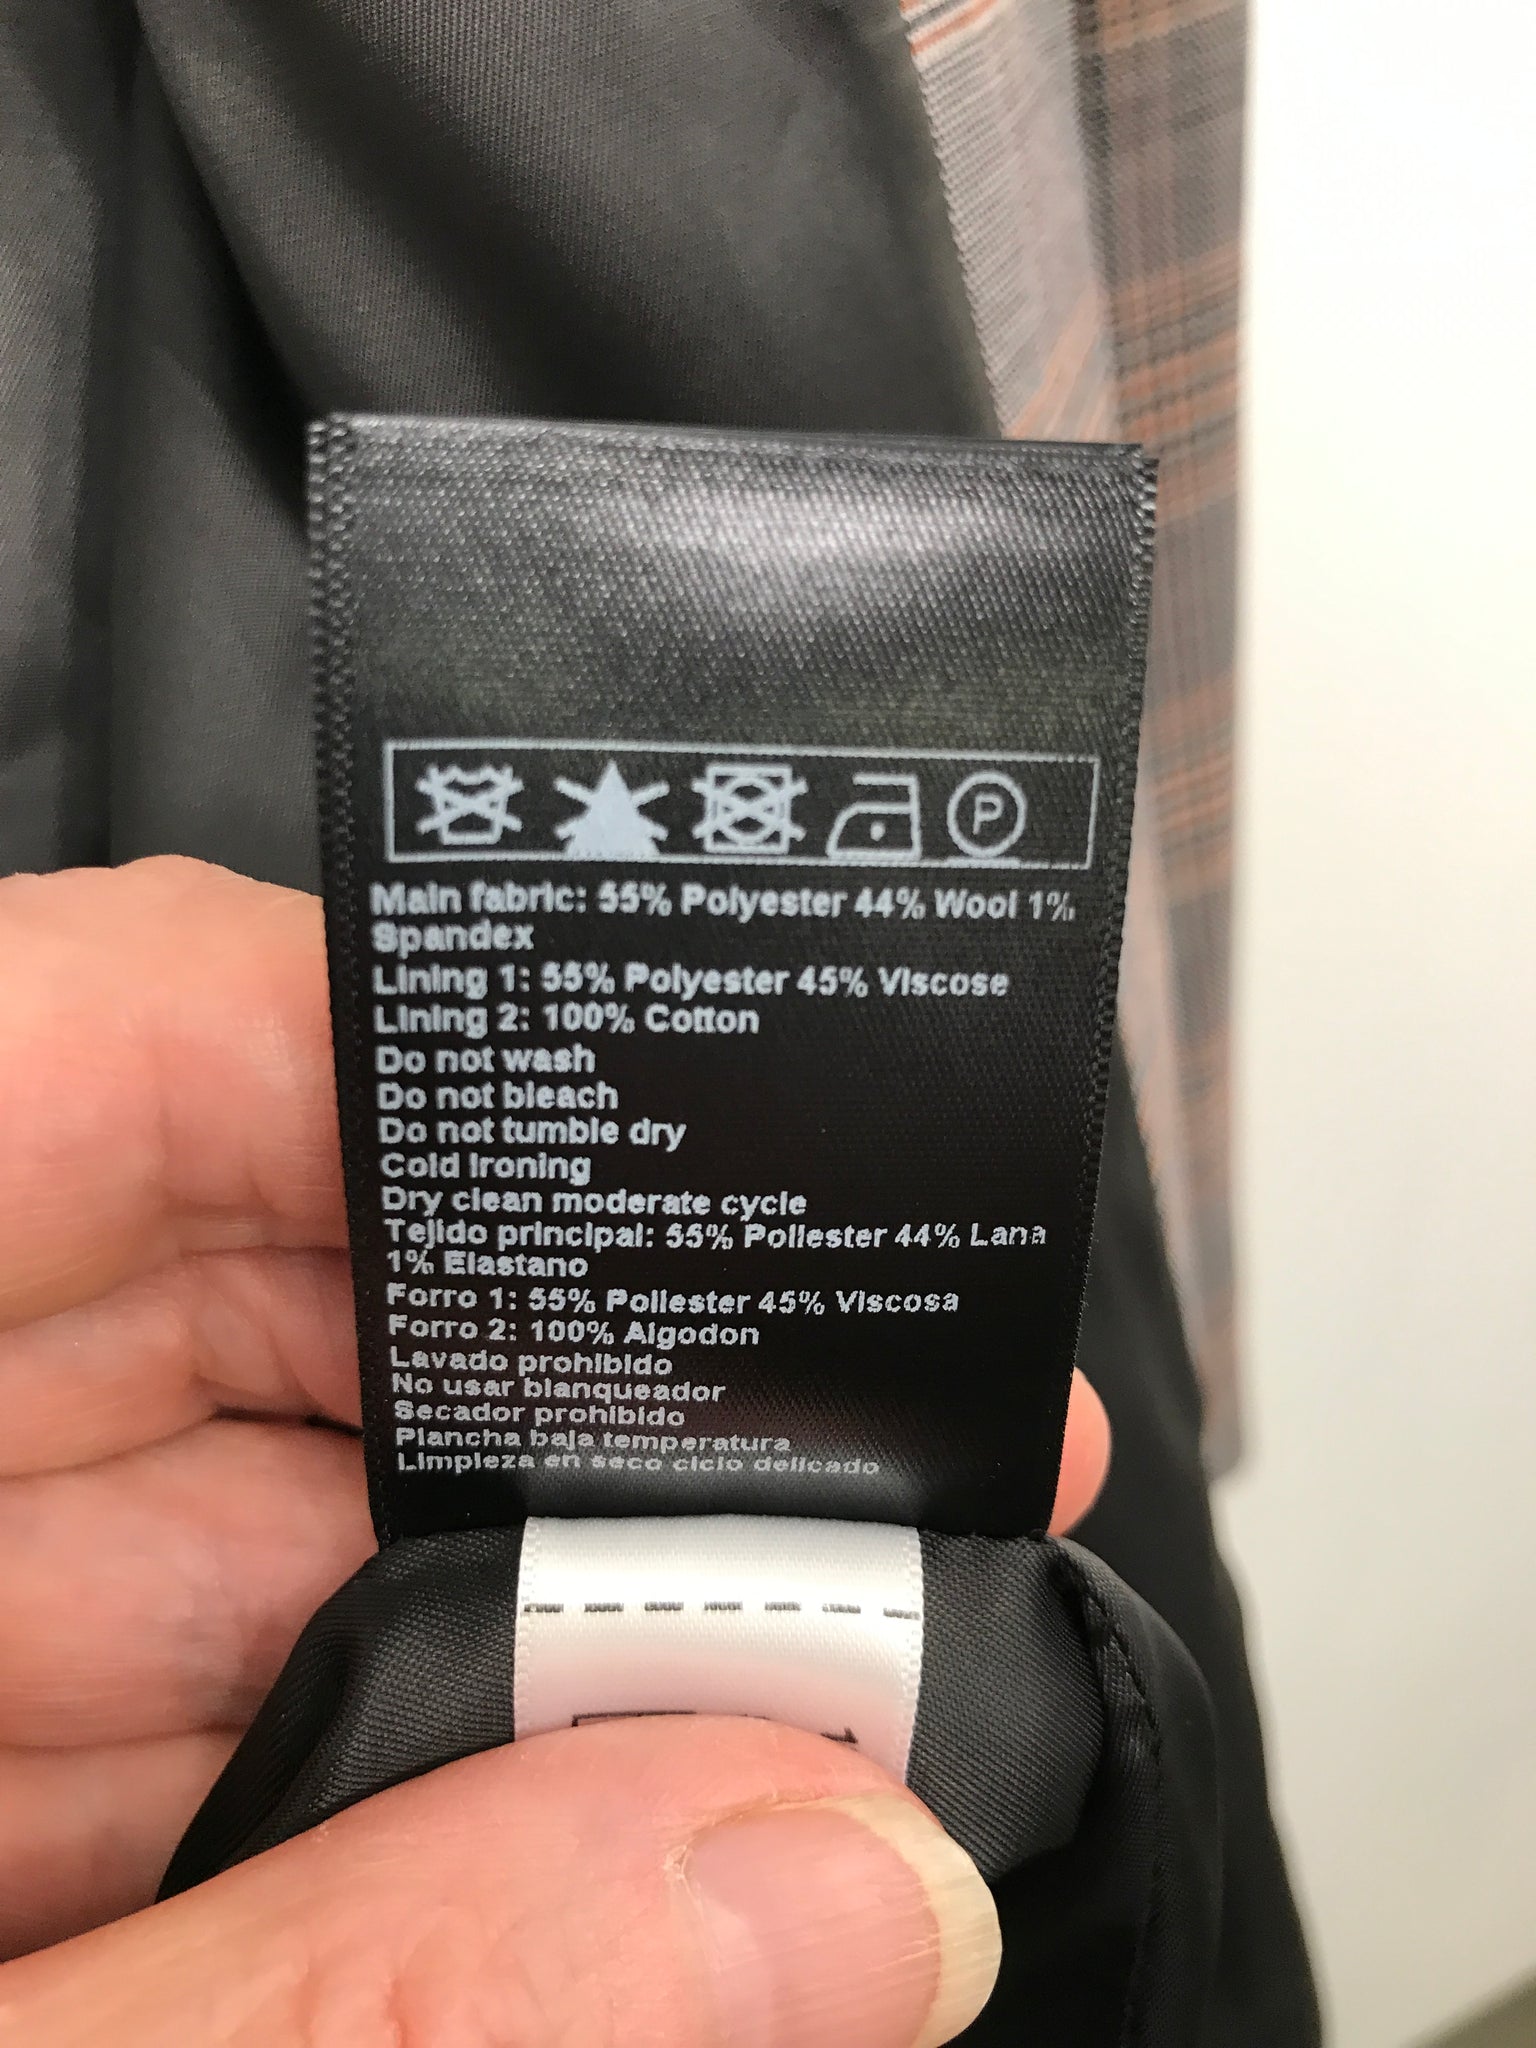 P
Main fabric: 55% Polyester 44% Wool 1%
Spandex
Lining 1: 55% Polyester 45% Viscose
Lining 2: 100% Cotton
Do not wash
Do not bleach
Do not tumble dry
Cold Ironing
Dry clean moderate cycle
Tejido principal: 55% Poliester 44% Lana
1% Elastano
Forro 1: 55% Poliester 45% Viscosa
Forro 2: 100% Algodon
Lavado prohibido
No usar blanqueador
Secador prohibido
Plancha baja temperatura
Limpieza en seco ciclo delicado